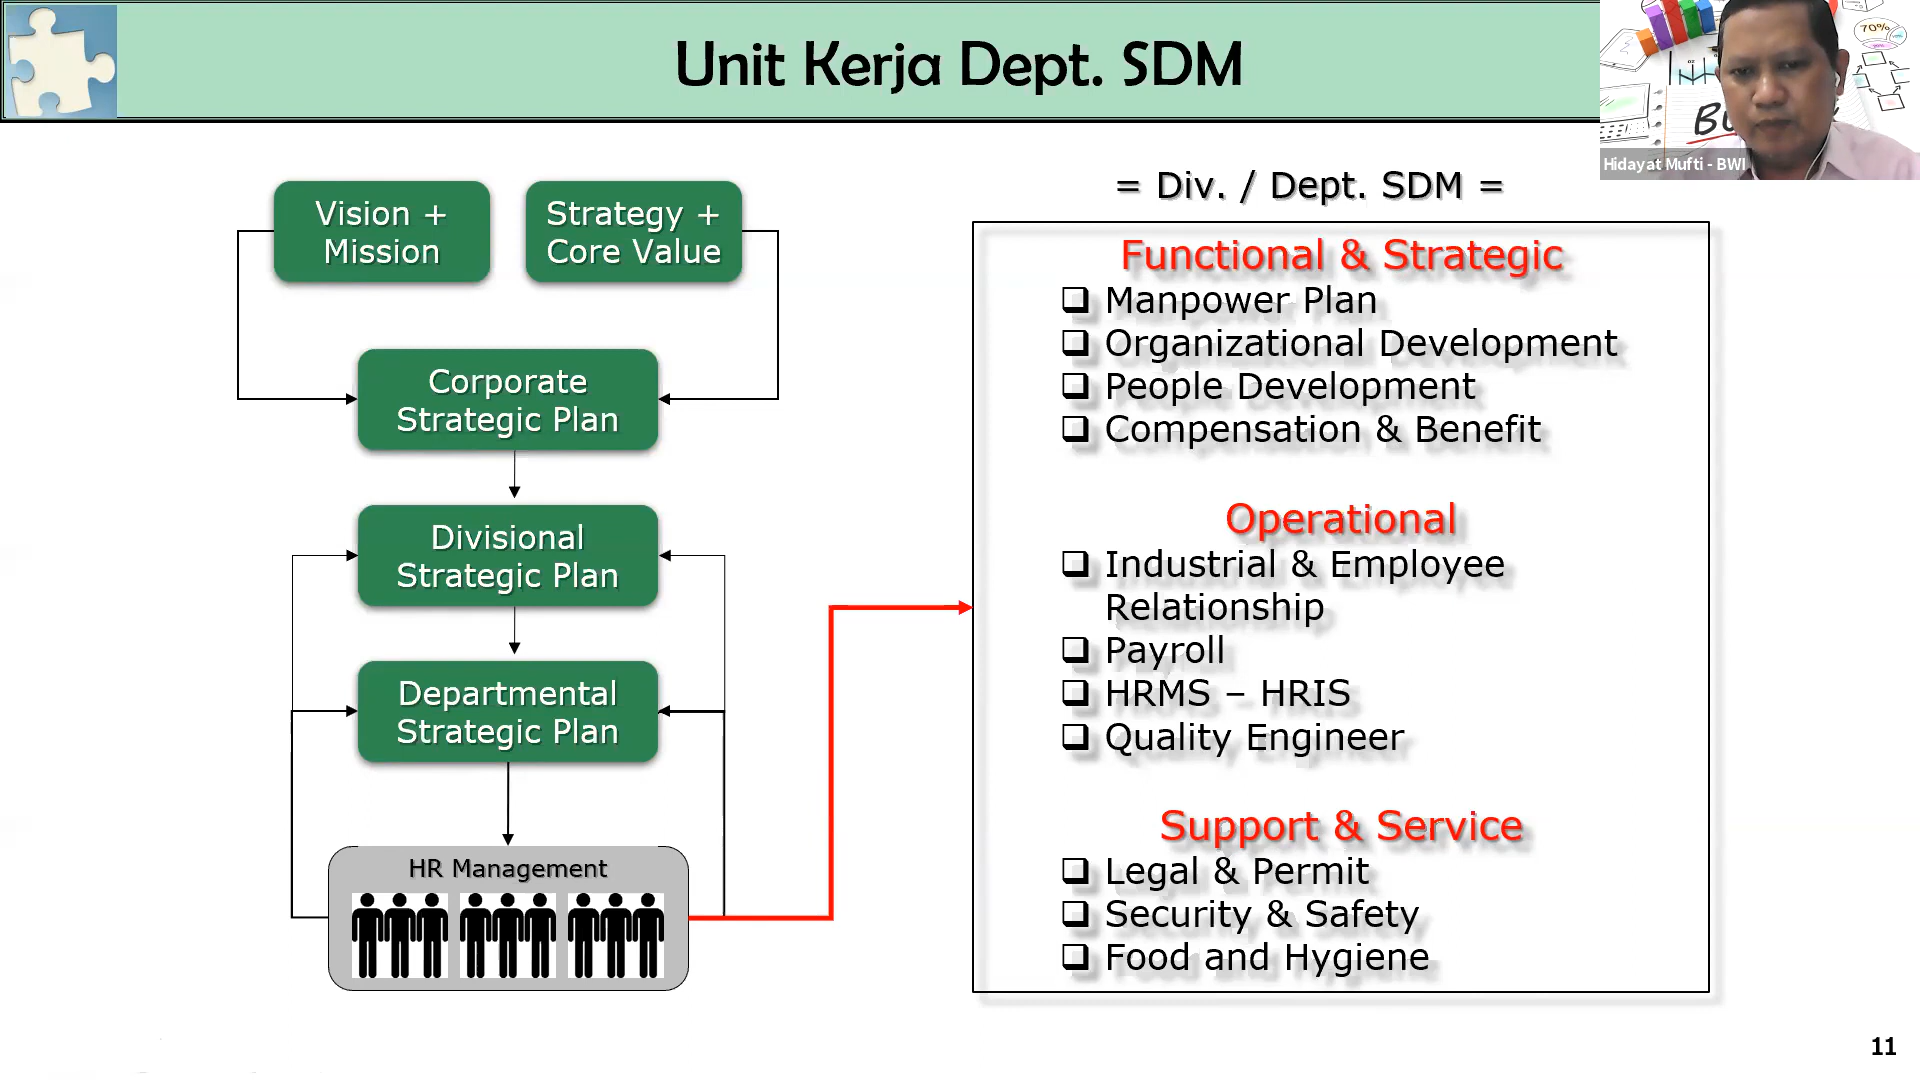 Unit Kerja Dept. SDM
70%
Hidayat Mufti - BWI
Vision +
Mission
Strategy +
Core Value
Corporate
Strategic Plan
Divisional
Strategic Plan
Departmental
Strategic Plan
HR Management
= Div. / Dept. SDM =
Functional & Strategic
❑ Manpower Plan
❑ Organizational Development
❑ People Development
❑ Compensation & Benefit
Operational
❑ Industrial & Employee
Relationship
❑ Payroll
❑ HRMS – HRIS
❑ Quality Engineer
Support & Service
❑ Legal & Permit
❑ Security & Safety
❑ Food and Hygiene
11